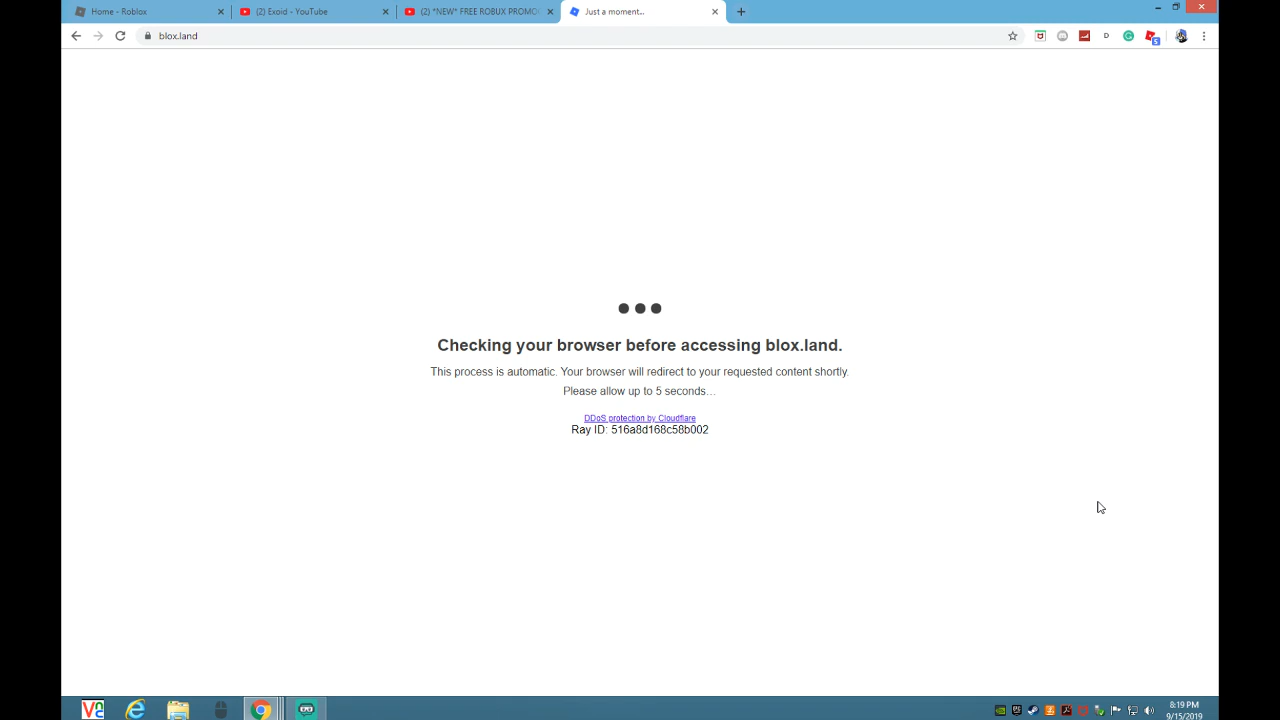 Home - Roblox
(2) Exoid - YouTube
(2) *NEW* FREE ROBUX PROMO
Just a moment...
blox.land
Checking your browser before accessing blox.land.
This process is automatic. Your browser will redirect to your requested content shortly.
Please allow up to 5 seconds…
DDoS protection by Cloudflare
Ray ID: 516a8d168c58b002
8:19 PM
9/15/2019